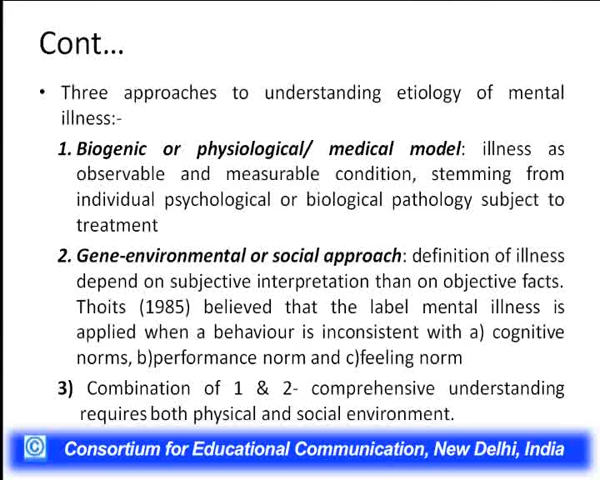 Cont...
• Three approaches to understanding etiology of mental
illness:-
1. Biogenic or physiological/ medical model: illness as
observable and measurable condition, stemming from
individual psychological or biological pathology subject to
treatment
2. Gene-environmental or social approach: definition of illness
depend on subjective interpretation than on objective facts.
Thoits (1985) believed that the label mental illness is
applied when a behaviour is inconsistent with a) cognitive
norms, b)performance norm and c)feeling norm
3) Combination of 1 & 2- comprehensive understanding
requires both physical and social environment.
© Consortium for Educational Communication, New Delhi, India